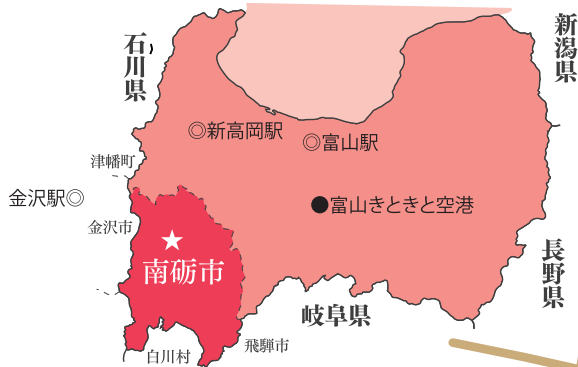 石川県
新潟県
◎新高岡駅
◎富山駅
津幡町
金沢駅◎
●富山きときと空港
金沢市
南砺市
長野県
岐阜県
飛騨市
白川村